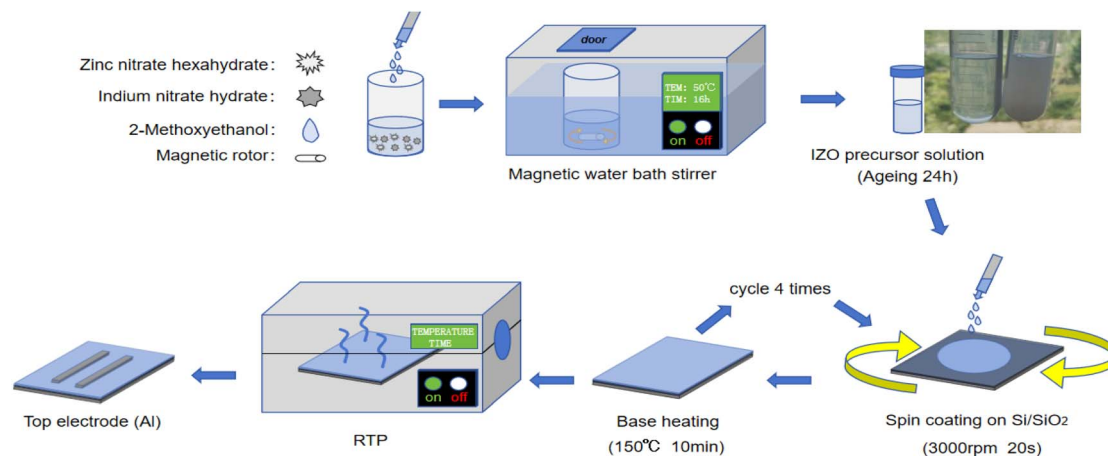 Zinc nitrate hexahydrate:
Indium nitrate hydrate:
2-Methoxyethanol:
Magnetic rotor:
door
TEM: 50℃
TIM: 16h
on off
Magnetic water bath stirrer
IZO precursor solution
(Ageing 24h)
cycle 4 times
Spin coating on Si/SiO₂
(3000rpm 20s)
Base heating
(150℃ 10min)
TEMPERATURE
TIME
on off
RTP
Top electrode (Al)